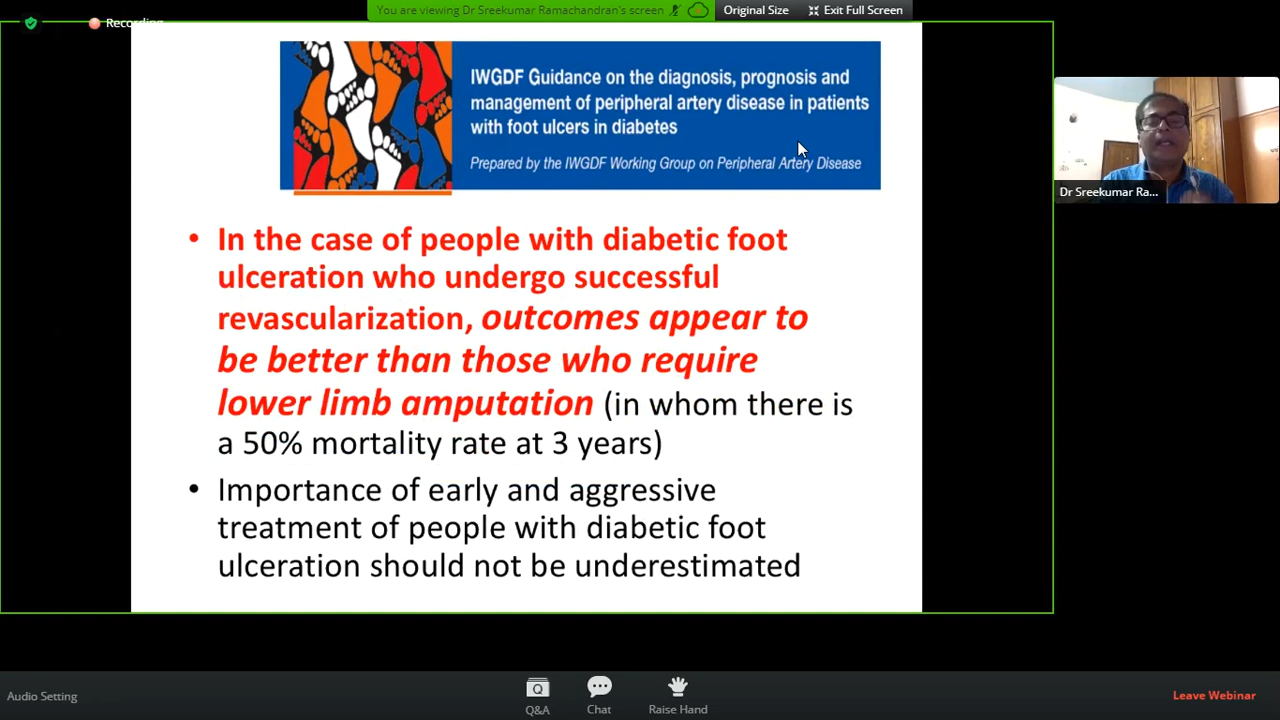 You are viewing Dr Sreekumar Ramachandran's screen
Original Size
Exit Full Screen
Recording
IWGDF Guidance on the diagnosis, prognosis and
management of peripheral artery disease in patients
with foot ulcers in diabetes
Prepared by the IWGDF Working Group on Peripheral Artery Disease
Dr Sreekumar Ra...
• In the case of people with diabetic foot
ulceration who undergo successful
revascularization, outcomes appear to
be better than those who require
lower limb amputation (in whom there is
a 50% mortality rate at 3 years)
• Importance of early and aggressive
treatment of people with diabetic foot
ulceration should not be underestimated
Audio Setting
Q
Q&A
Chat
Raise Hand
Leave Webinar